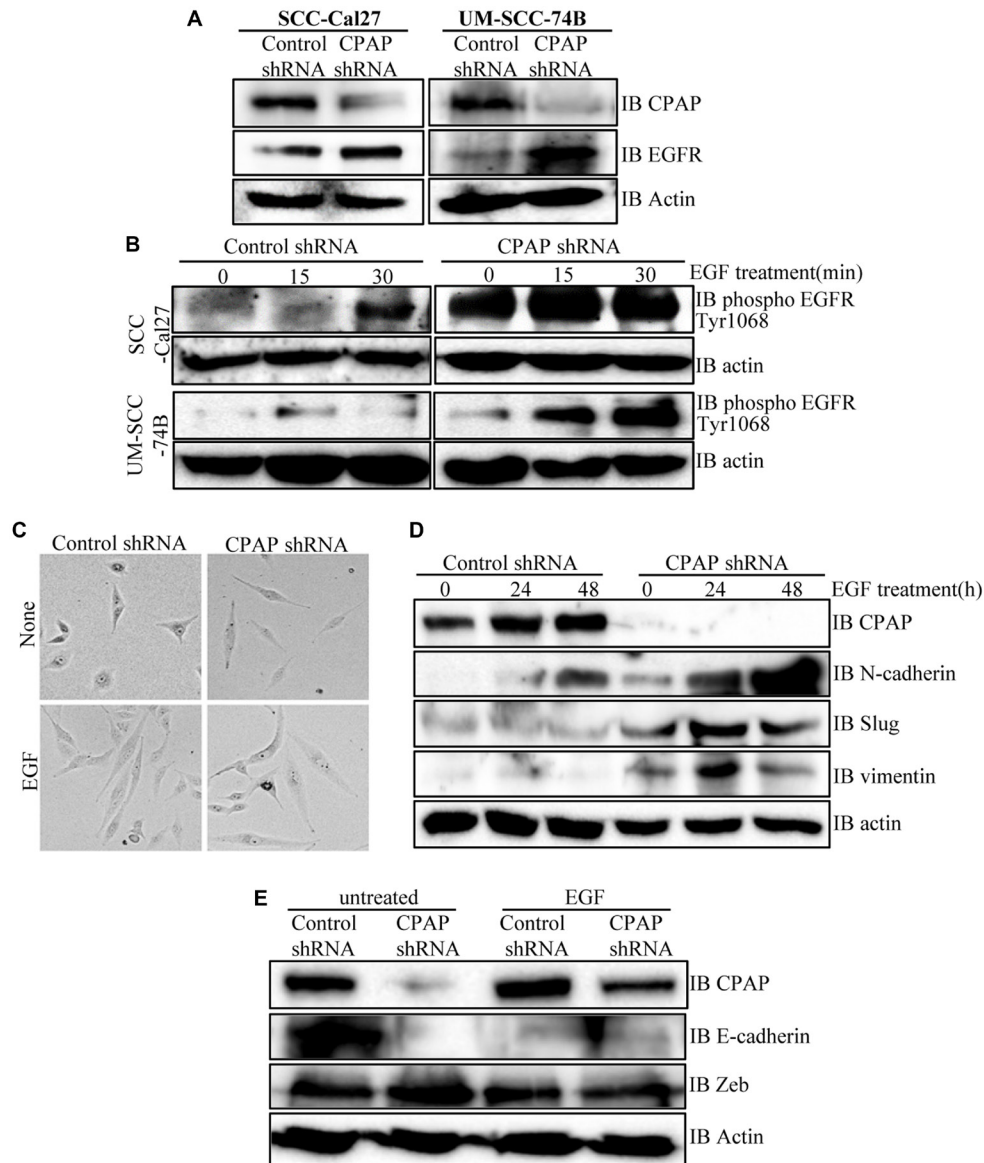 A
SCC-Cal27 UM-SCC-74B
Control CPAP Control CPAP
shRNA shRNA shRNA shRNA
IB CPAP
IB EGFR
IB Actin
B
Control shRNA CPAP shRNA
0 15 30 0 15 30 EGF treatment(min)
SCC
-Cal27
IB phospho EGFR
Tyr1068
IB actin
UM-SCC
-74B
IB phospho EGFR
Tyr1068
IB actin
C
Control shRNA CPAP shRNA
None
EGF
D
Control shRNA CPAP shRNA
0 24 48 0 24 48 EGF treatment(h)
IB CPAP
IB N-cadherin
IB Slug
IB vimentin
IB actin
E
untreated EGF
Control CPAP Control CPAP
shRNA shRNA shRNA shRNA
IB CPAP
IB E-cadherin
IB Zeb
IB Actin